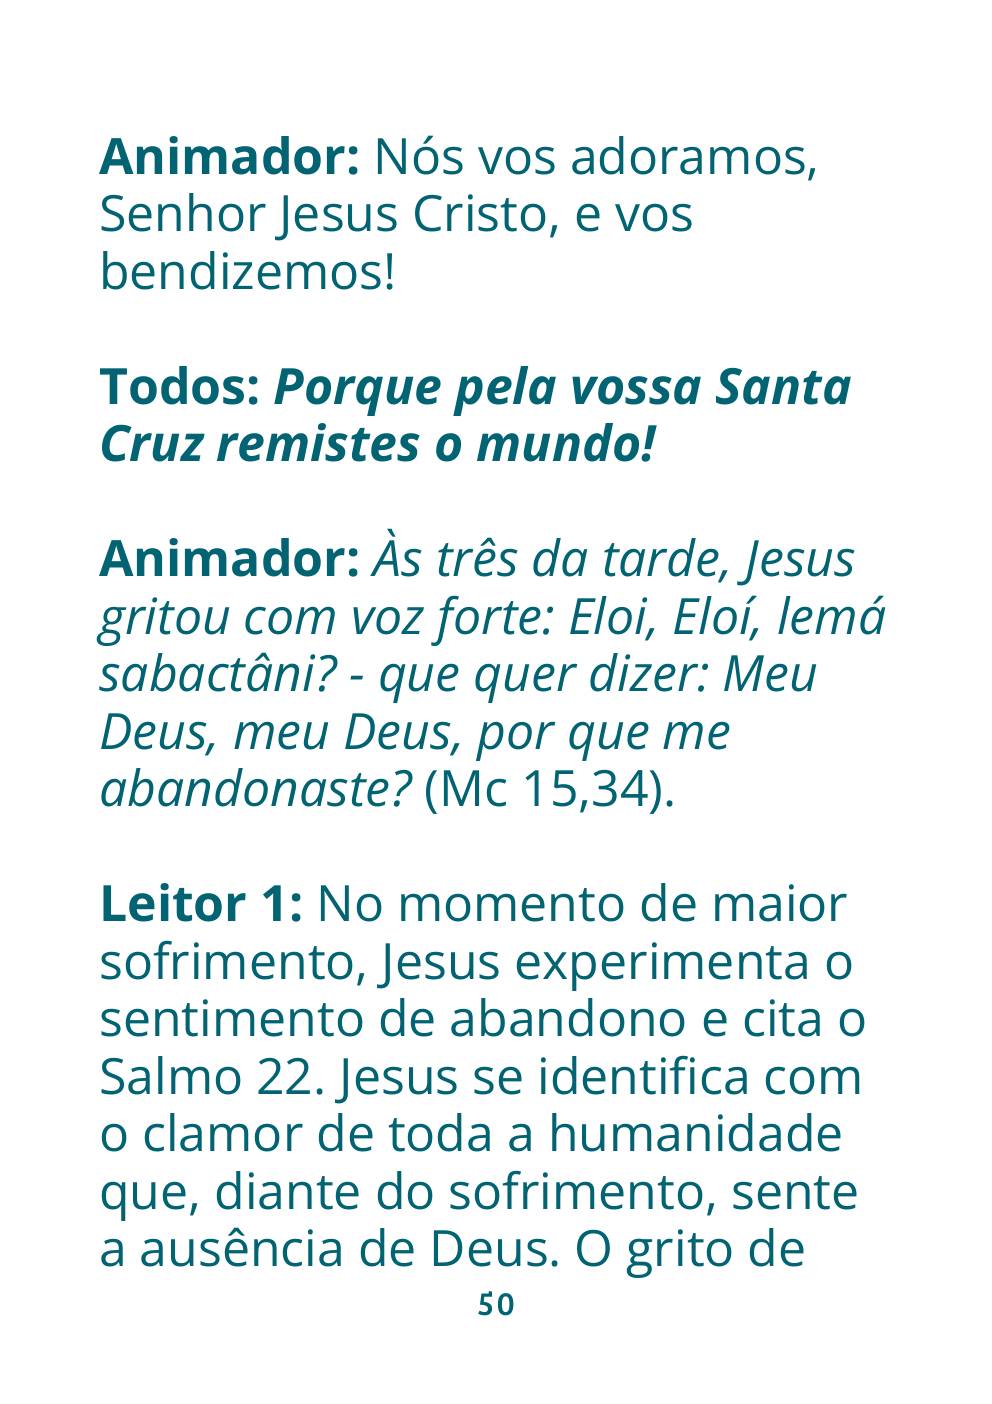 Animador: Nós vos adoramos,
Senhor Jesus Cristo, e vos
bendizemos!
Todos: Porque pela vossa Santa
Cruz remistes o mundo!
Animador: Às três da tarde, Jesus
gritou com voz forte: Eloi, Eloí, lemá
sabactâni? - que quer dizer: Meu
Deus, meu Deus, por que me
abandonaste? (Mc 15,34).
Leitor 1: No momento de maior
sofrimento, Jesus experimenta o
sentimento de abandono e cita o
Salmo 22. Jesus se identifica com
o clamor de toda a humanidade
que, diante do sofrimento, sente
a ausência de Deus. O grito de
50